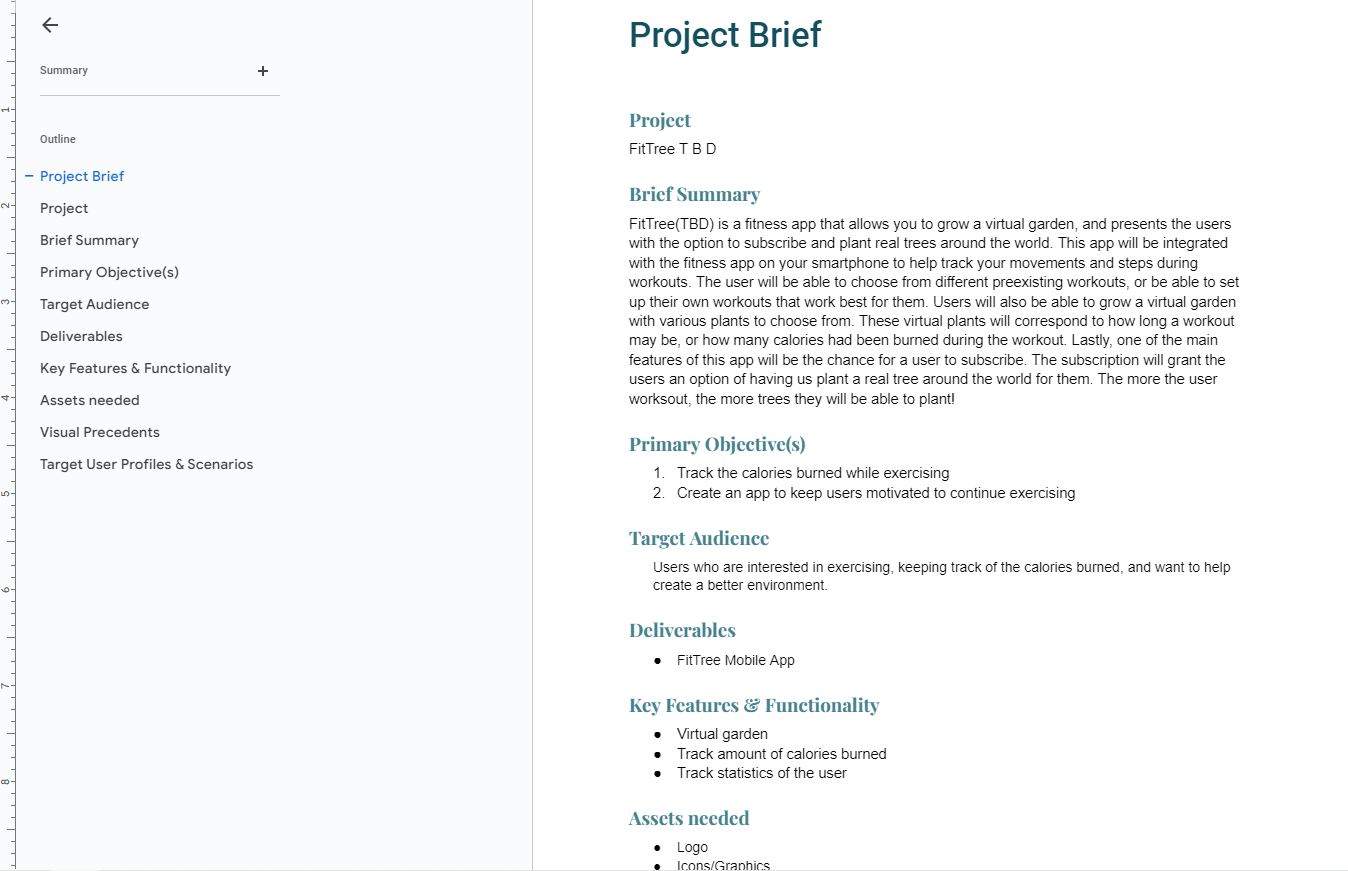 Summary
+
Outline
– Project Brief
Project
Brief Summary
Primary Objective(s)
Target Audience
Deliverables
Key Features & Functionality
Assets needed
Visual Precedents
Target User Profiles & Scenarios
1
2
3
4
5
6
7
8
Project Brief
Project
FitTree T B D
Brief Summary
FitTree(TBD) is a fitness app that allows you to grow a virtual garden, and presents the users
with the option to subscribe and plant real trees around the world. This app will be integrated
with the fitness app on your smartphone to help track your movements and steps during
workouts. The user will be able to choose from different preexisting workouts, or be able to set
up their own workouts that work best for them. Users will also be able to grow a virtual garden
with various plants to choose from. These virtual plants will correspond to how long a workout
may be, or how many calories had been burned during the workout. Lastly, one of the main
features of this app will be the chance for a user to subscribe. The subscription will grant the
users an option of having us plant a real tree around the world for them. The more the user
worksout, the more trees they will be able to plant!
Primary Objective(s)
1. Track the calories burned while exercising
2. Create an app to keep users motivated to continue exercising
Target Audience
Users who are interested in exercising, keeping track of the calories burned, and want to help
create a better environment.
Deliverables
● FitTree Mobile App
Key Features & Functionality
● Virtual garden
● Track amount of calories burned
● Track statistics of the user
Assets needed
● Logo
● Icons/Graphics